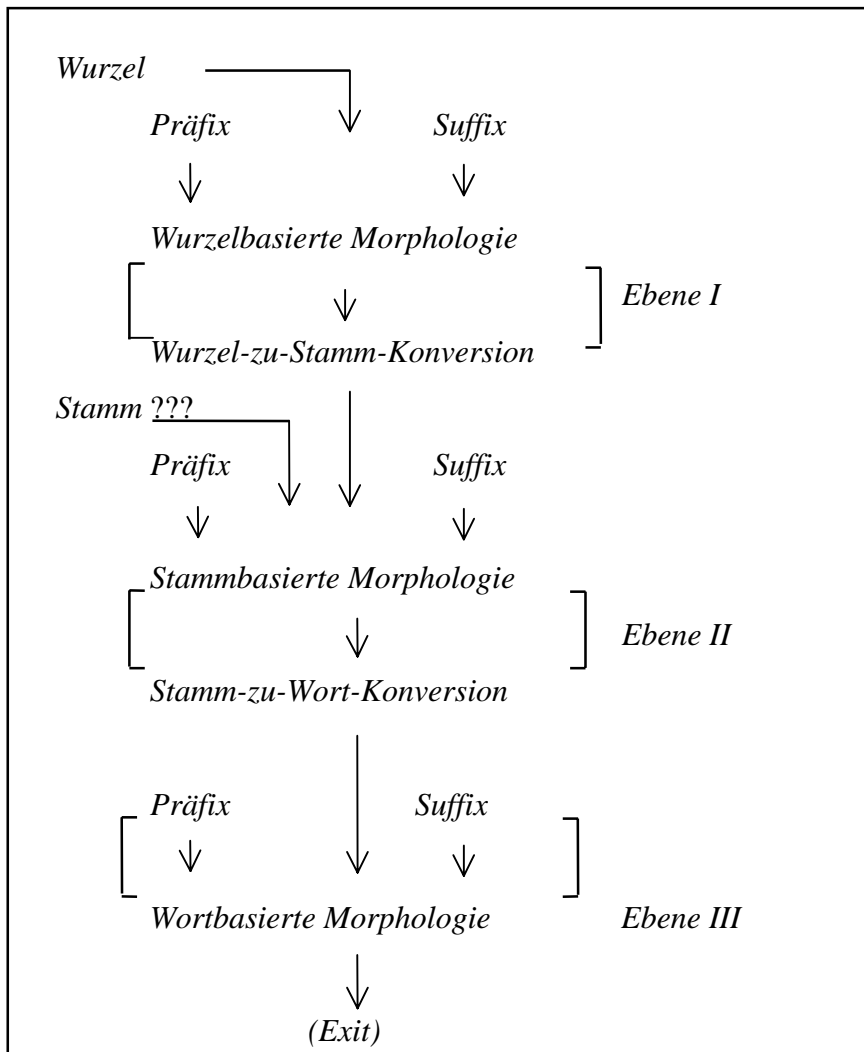 Wurzel
Präfix Suffix
Wurzelbasierte Morphologie
Ebene I
Wurzel-zu-Stamm-Konversion
Stamm ???
Präfix Suffix
Stammbasierte Morphologie
Ebene II
Stamm-zu-Wort-Konversion
Präfix Suffix
Wortbasierte Morphologie Ebene III
(Exit)